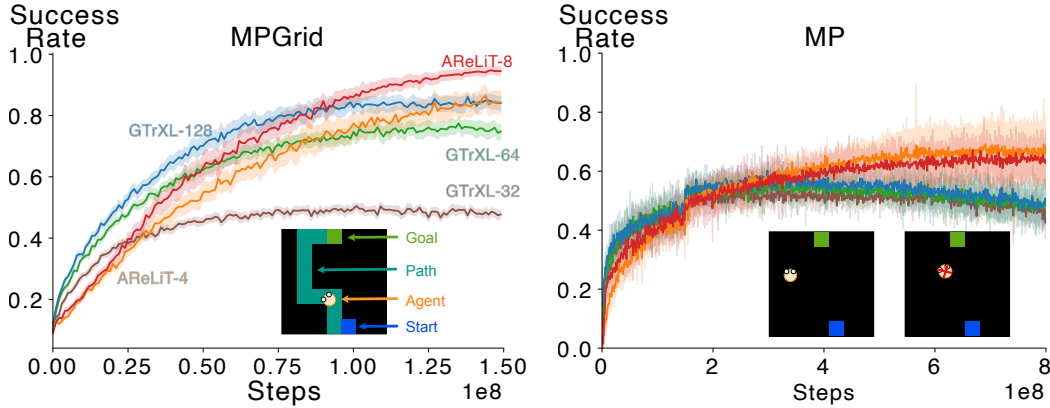 Success
Rate
MPGrid
1.0
0.8
0.6
0.4
0.2
AReLiT-8
GTrXL-128
GTrXL-64
GTrXL-32
AReLiT-4
Goal
Path
Agent
Start
0.00 0.25 0.50 0.75 1.00 1.25 1.50
Steps
1e8
Success
Rate
MP
1.0
0.8
0.6
0.4
0.2
0.0
0 2 4 6 8
Steps
1e8